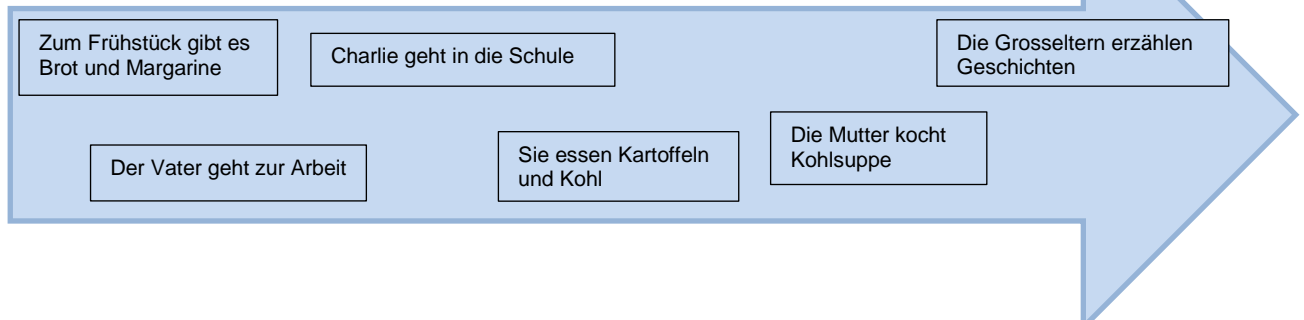 Zum Frühstück gibt es
Brot und Margarine
Der Vater geht zur Arbeit
Charlie geht in die Schule
Sie essen Kartoffeln
und Kohl
Die Mutter kocht
Kohlsuppe
Die Grosseltern erzählen
Geschichten